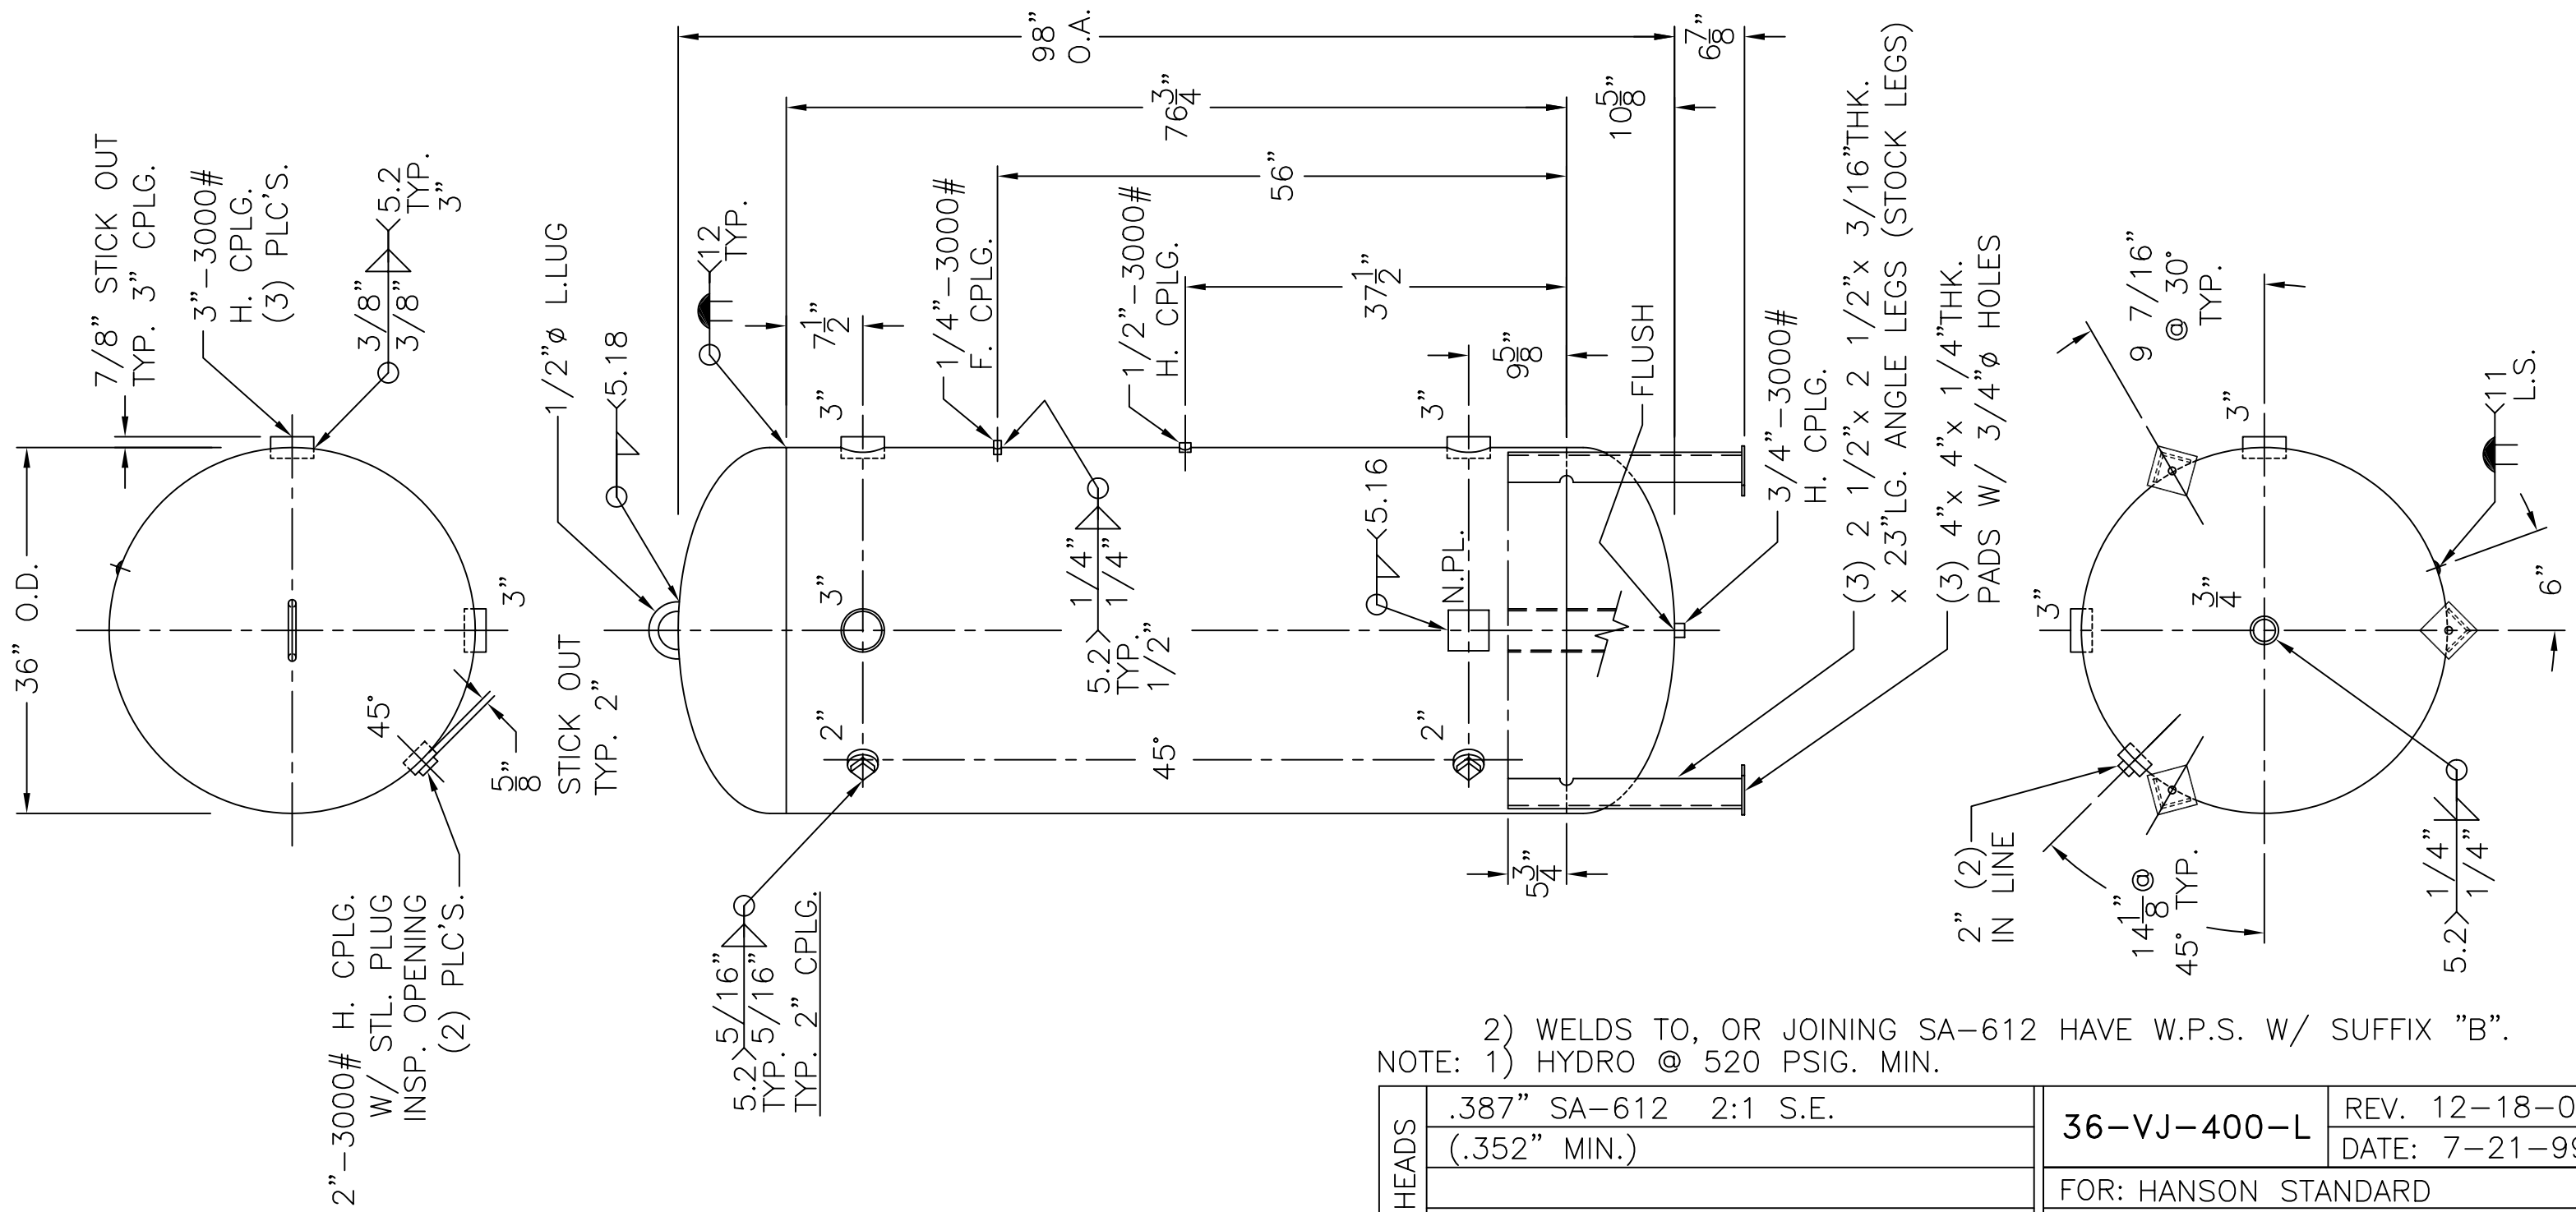 36" O.D.
7/8" STICK OUT
TYP. 3" CPLG.
3"-3000#
H. CPLG.
(3) PLC'S.
3/8"
3/8"
5.2
TYP.
3"
3"
45°
5/8"
STICK OUT
TYP. 2"
2"-3000# H. CPLG.
W/ STL. PLUG
INSP. OPENING
(2) PLC'S.
1/2"ø L.LUG
5.18
12
TYP.
98"
O.A.
76 3/4"
56"
37 1/2"
7 1/2"
9 5/8"
10 5/8"
6 7/8"
1/4"-3000#
F. CPLG.
1/2"-3000#
H. CPLG.
3"
3"
3"
2"
2"
45°
1/4"
1/4"
5.2
TYP.
1/2"
5.16
N.PL.
FLUSH
3/4"-3000#
H. CPLG.
(3) 2 1/2"x 2 1/2"x 3/16"THK.
x 23"LG. ANGLE LEGS (STOCK LEGS)
(3) 4"x 4"x 1/4"THK.
PADS W/ 3/4"ø HOLES
5 3/4"
5/16"
5/16"
5.2
TYP.
TYP. 2" CPLG.
9 7/16"
@ 30°
TYP.
3"
3"
3/4
11
L.S.
6"
2" (2)
IN LINE
14 1/8" @
45° TYP.
1/4"
1/4"
5.2
2) WELDS TO, OR JOINING SA-612 HAVE W.P.S. W/ SUFFIX "B".
NOTE: 1) HYDRO @ 520 PSIG. MIN.
HEADS
.387" SA-612 2:1 S.E.
(.352" MIN.)
36-VJ-400-L
REV. 12-18-0
DATE: 7-21-99
FOR: HANSON STANDARD